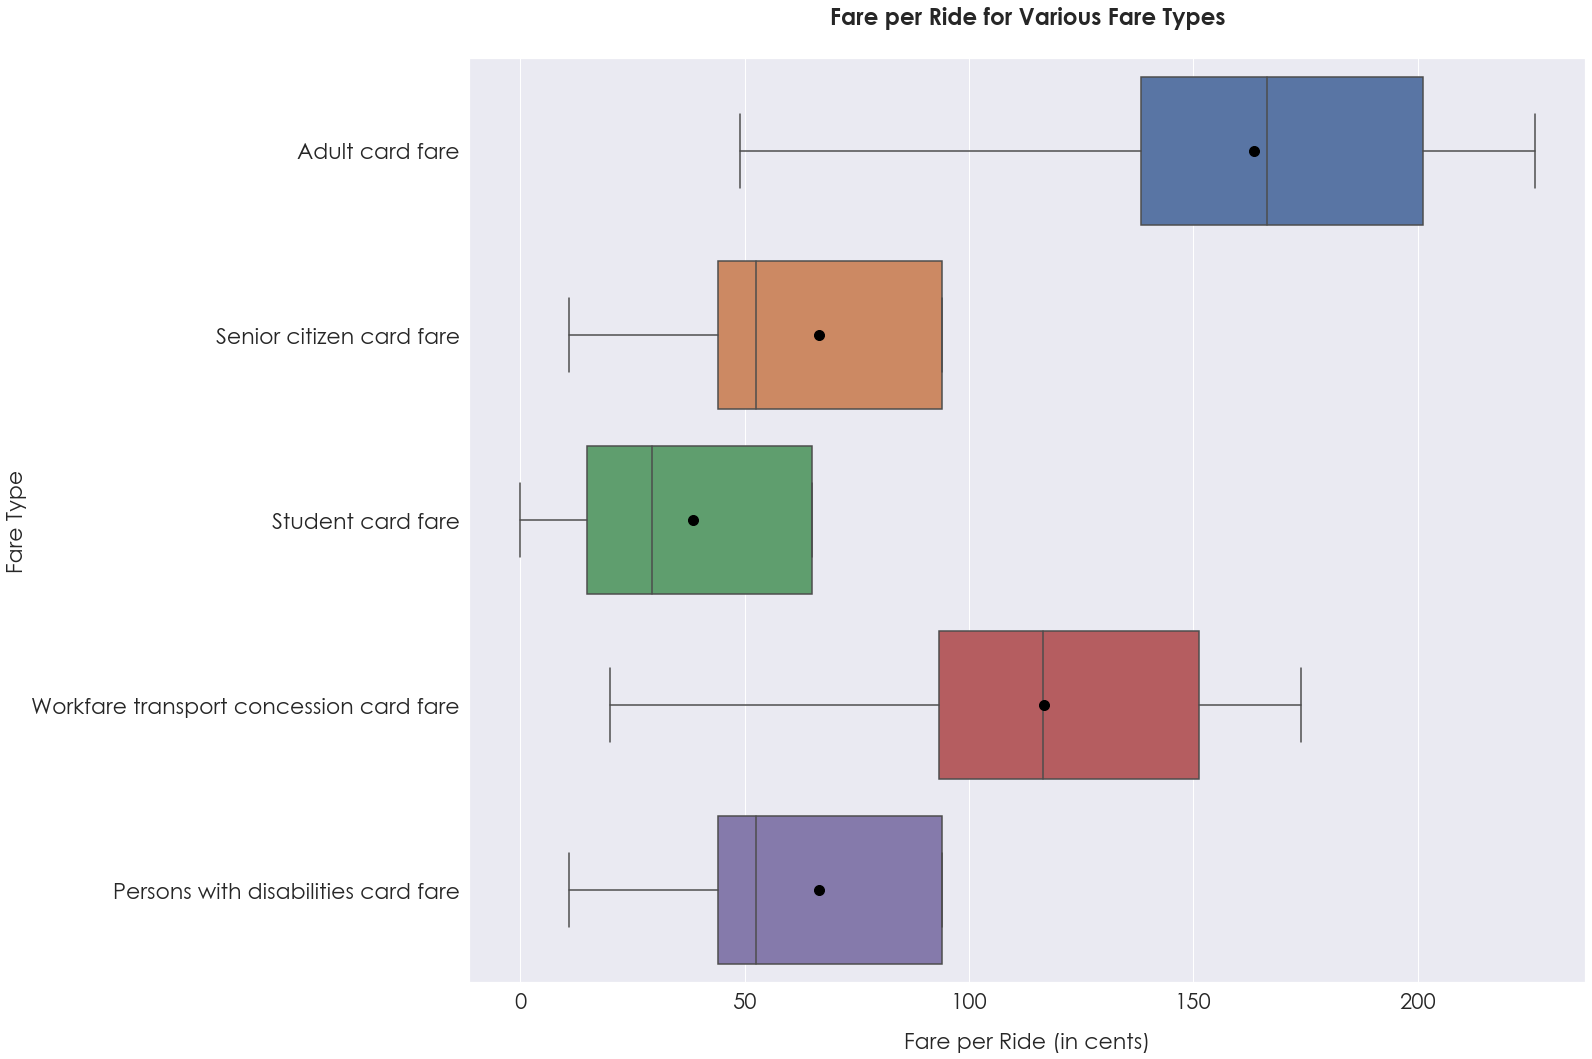 Fare per Ride for Various Fare Types
Adult card fare
Senior citizen card fare
Student card fare
Workfare transport concession card fare
Persons with disabilities card fare
Fare Type
0 50 100 150 200
Fare per Ride (in cents)